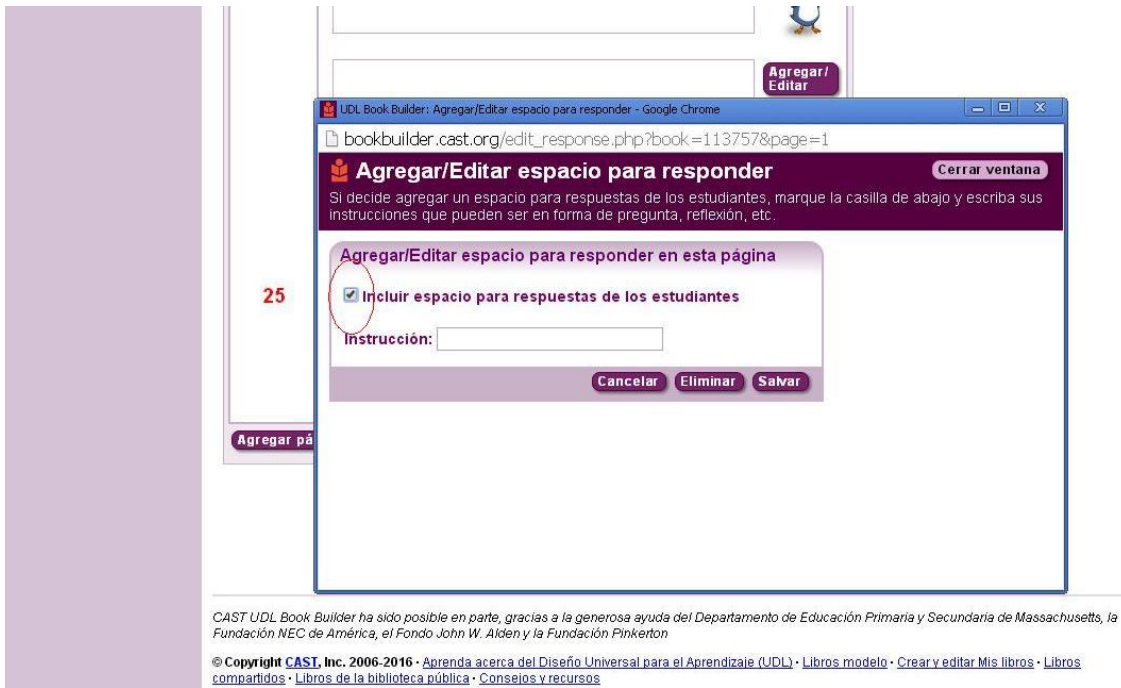 Agregar/
Editar
UDL Book Builder: Agregar/Editar espacio para responder - Google Chrome
bookbuilder.cast.org/edit_response.php?book=113757&page=1
Agregar/Editar espacio para responder
Cerrar ventana
Si decide agregar un espacio para respuestas de los estudiantes, marque la casilla de abajo y escriba sus
instrucciones que pueden ser en forma de pregunta, reflexión, etc.
Agregar/Editar espacio para responder en esta página
25
Incluir espacio para respuestas de los estudiantes
Instrucción:
Cancelar Eliminar Salvar
Agregar pá
CAST UDL Book Builder ha sido posible en parte, gracias a la generosa ayuda del Departamento de Educación Primaria y Secundaria de Massachusetts, la
Fundación NEC de América, el Fondo John W. Alden y la Fundación Pinkerton
© Copyright CAST, Inc. 2006-2016 · Aprenda acerca del Diseño Universal para el Aprendizaje (UDL) · Libros modelo · Crear y editar Mis libros · Libros
compartidos · Libros de la biblioteca pública · Consejos y recursos